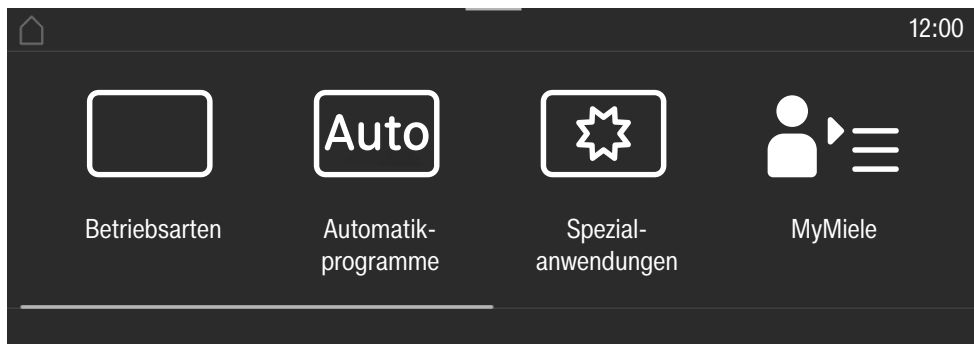 12:00
Auto
Betriebsarten
Automatik-
programme
Spezial-
anwendungen
MyMiele